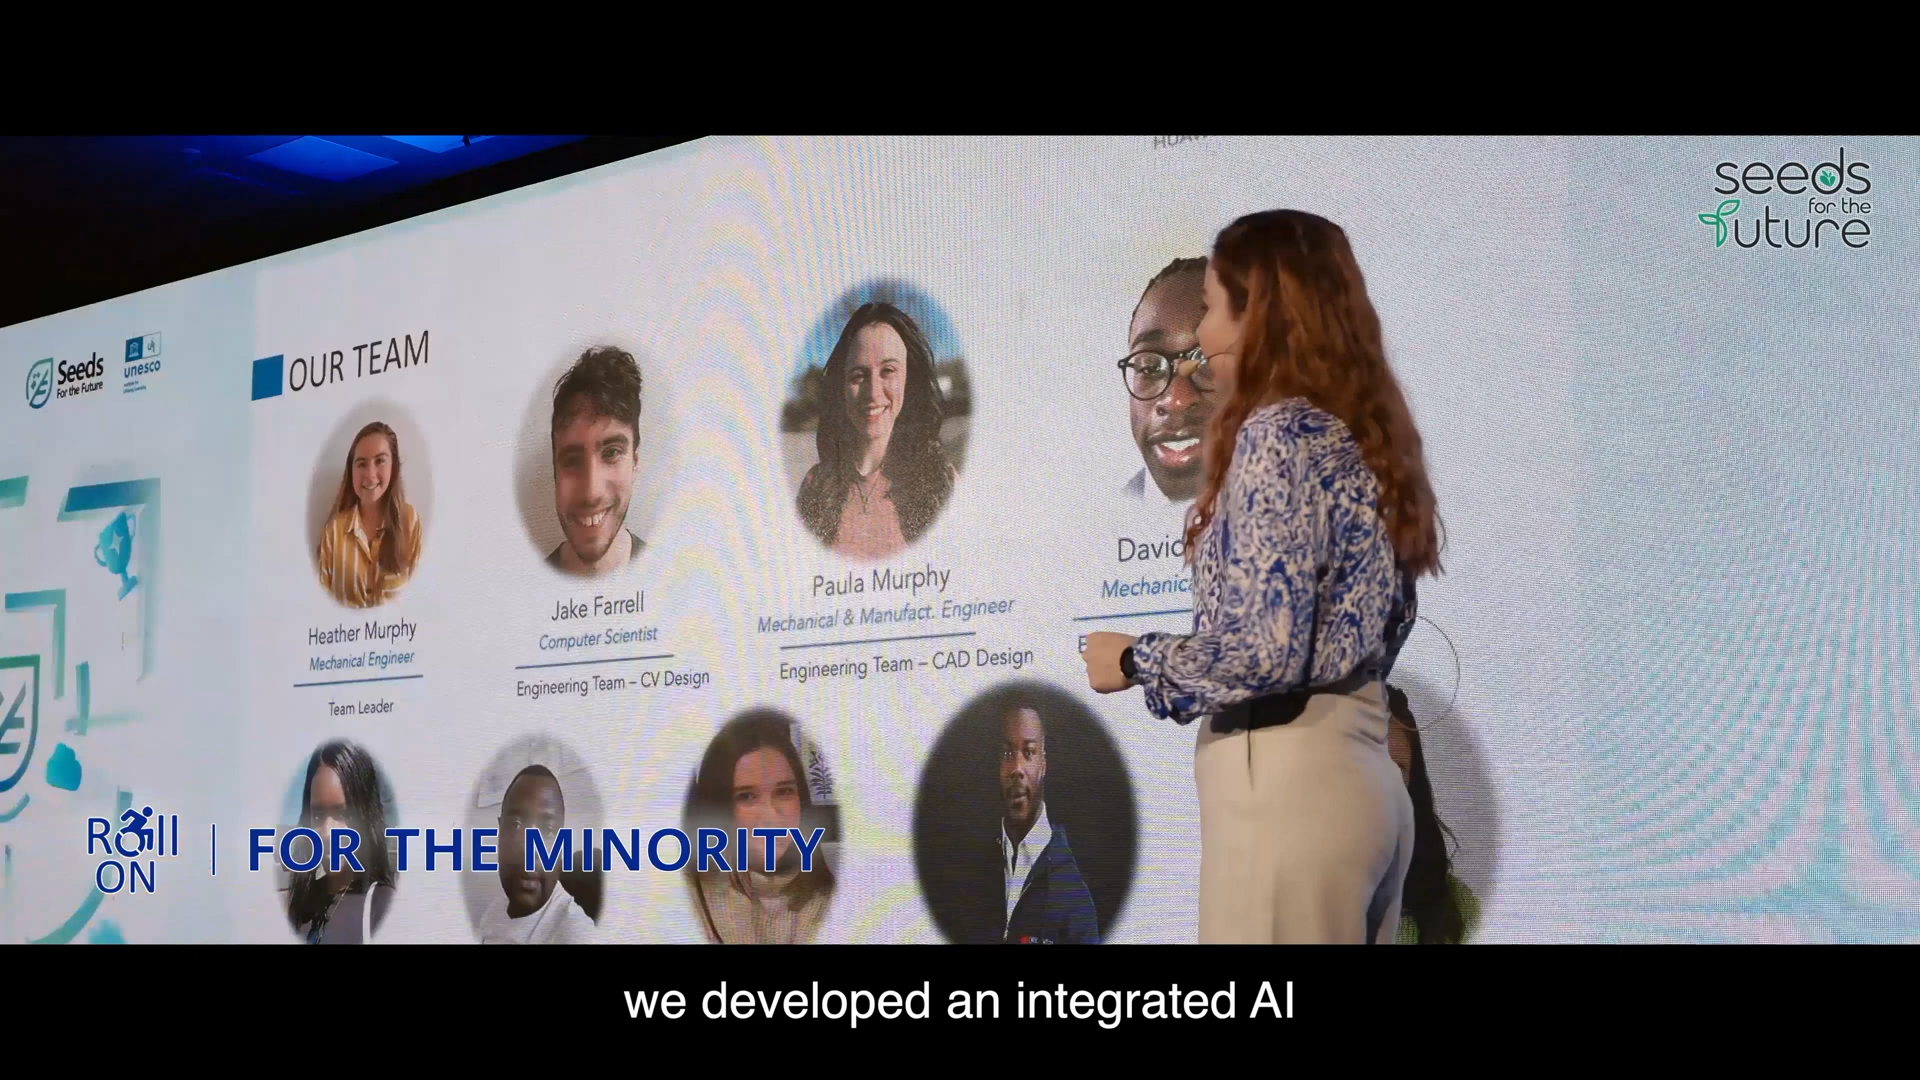 HUAW
seeds
for the
future
Seeds
For the Future
unesco
OUR TEAM
Heather Murphy
Mechanical Engineer
Team Leader
Jake Farrell
Computer Scientist
Engineering Team – CV Design
Paula Murphy
Mechanical & Manufact. Engineer
Engineering Team – CAD Design
David
Mechanica
E
Roll
ON
FOR THE MINORITY
we developed an integrated AI